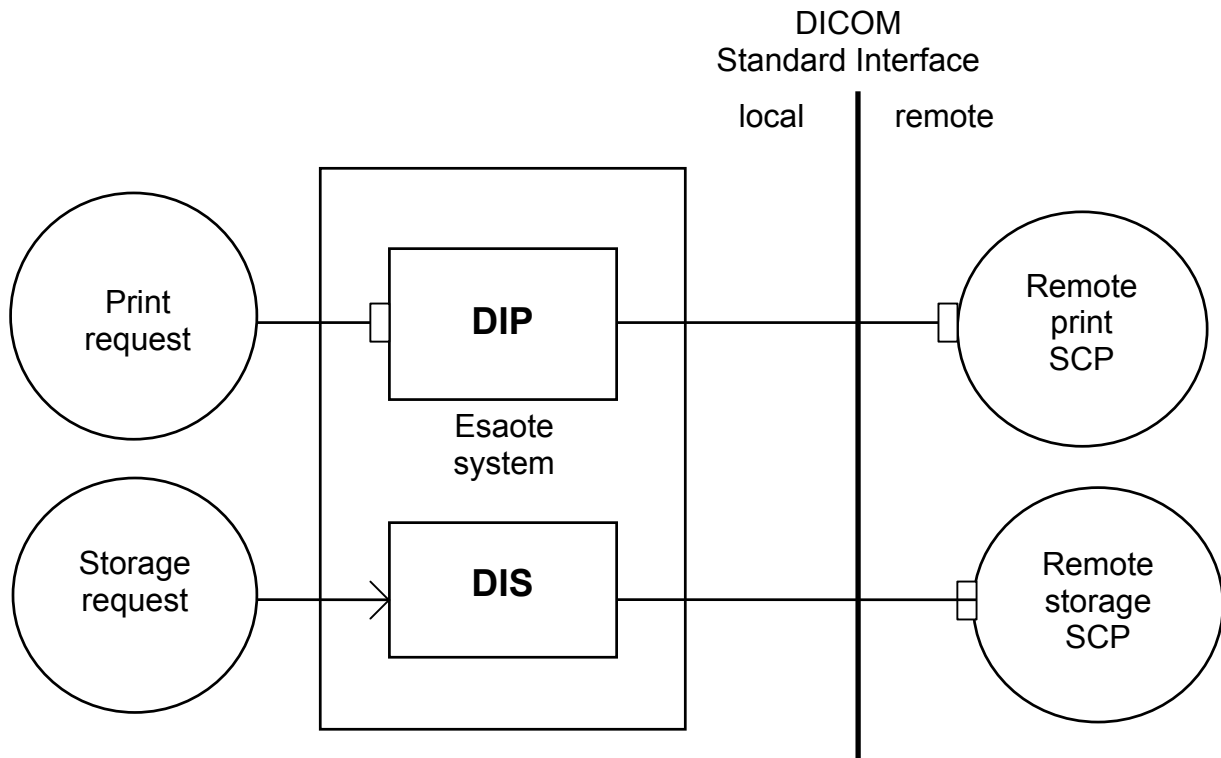 DICOM
Standard Interface
local
remote
Print
request
DIP
Remote
print
SCP
Esaote
system
Storage
request
DIS
Remote
storage
SCP